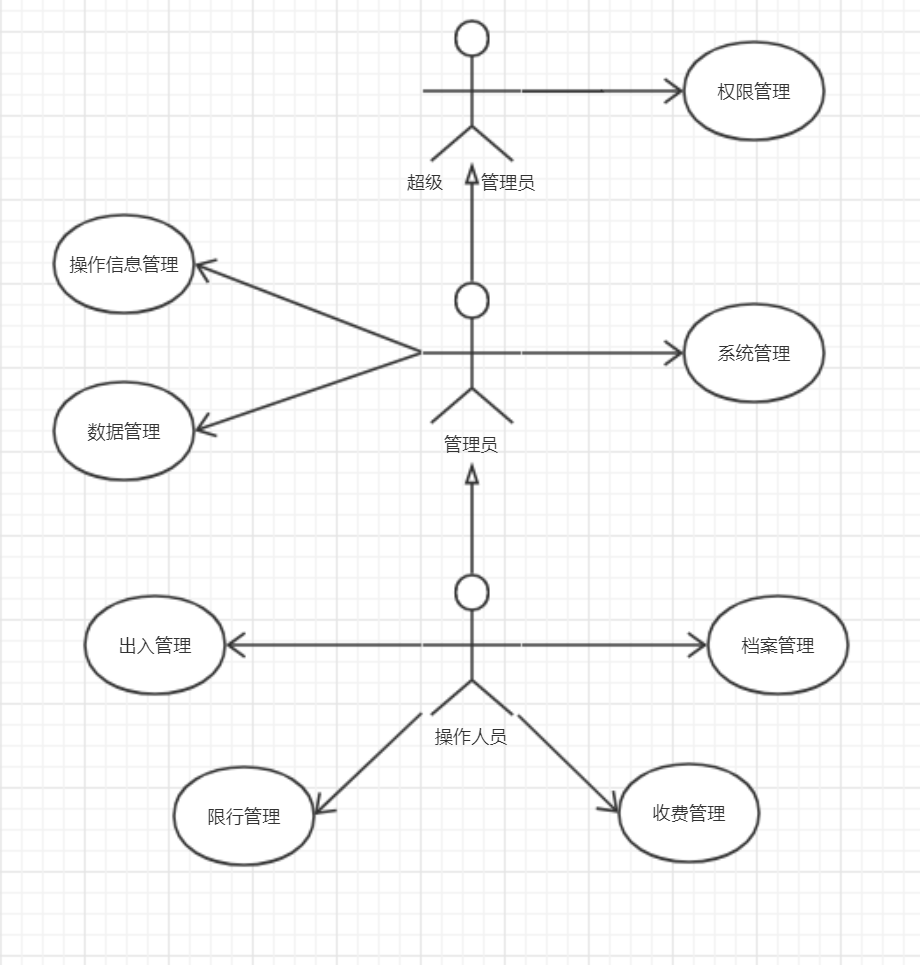 权限管理
超级 管理员
操作信息管理
系统管理
数据管理
管理员
出入管理
档案管理
操作人员
限行管理
收费管理